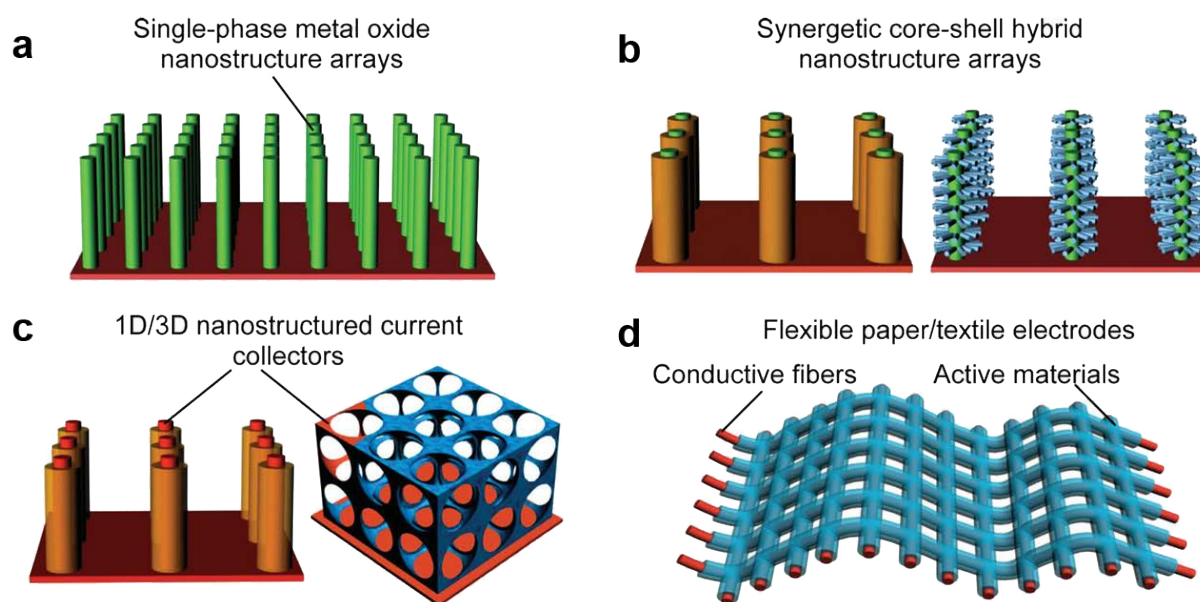 a
Single-phase metal oxide
nanostructure arrays
b
Synergetic core-shell hybrid
nanostructure arrays
c
1D/3D nanostructured current
collectors
d
Flexible paper/textile electrodes
Conductive fibers
Active materials